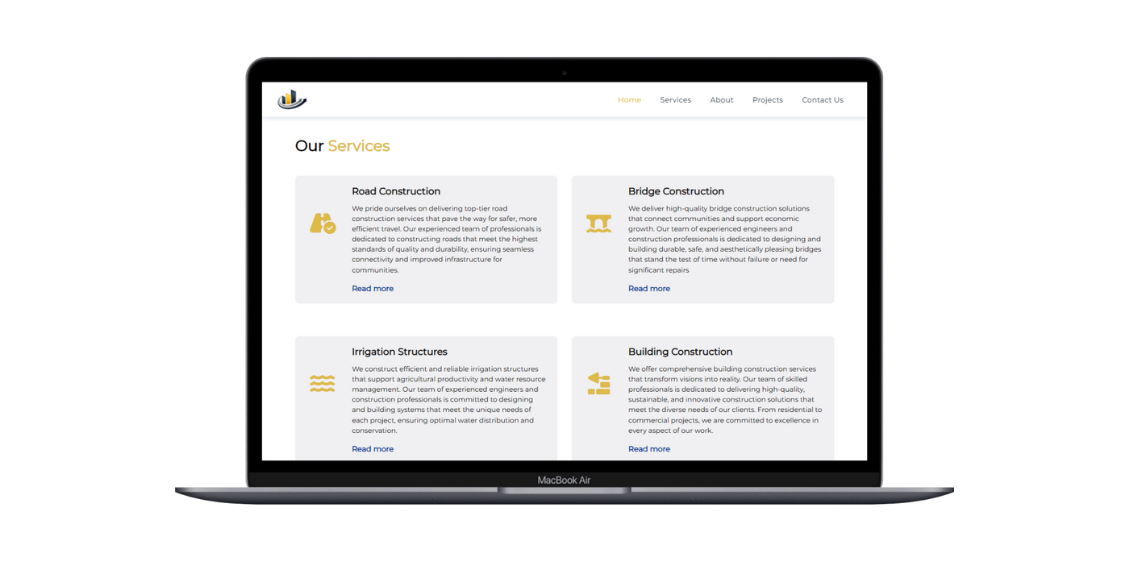 Home Services About Projects Contact Us
Our Services
Road Construction
We pride ourselves on delivering top-tier road
construction services that pave the way for safer, more
efficient travel. Our experienced team of professionals is
dedicated to constructing roads that meet the highest
standards of quality and durability, ensuring seamless
connectivity and improved infrastructure for
communities.
Read more
Bridge Construction
We deliver high-quality bridge construction solutions
that connect communities and support economic
growth. Our team of experienced engineers and
construction professionals is dedicated to designing and
building durable, safe, and aesthetically pleasing bridges
that stand the test of time without failure or need for
significant repairs
Read more
Irrigation Structures
We construct efficient and reliable irrigation structures
that support agricultural productivity and water resource
management. Our team of experienced engineers and
construction professionals is committed to designing
and building systems that meet the unique needs of
each project, ensuring optimal water distribution and
conservation.
Read more
Building Construction
We offer comprehensive building construction services
that transform visions into reality. Our team of skilled
professionals is dedicated to delivering high-quality,
sustainable, and innovative construction solutions that
meet the diverse needs of our clients. From residential to
commercial projects, we are committed to excellence in
every aspect of our work.
Read more
MacBook Air